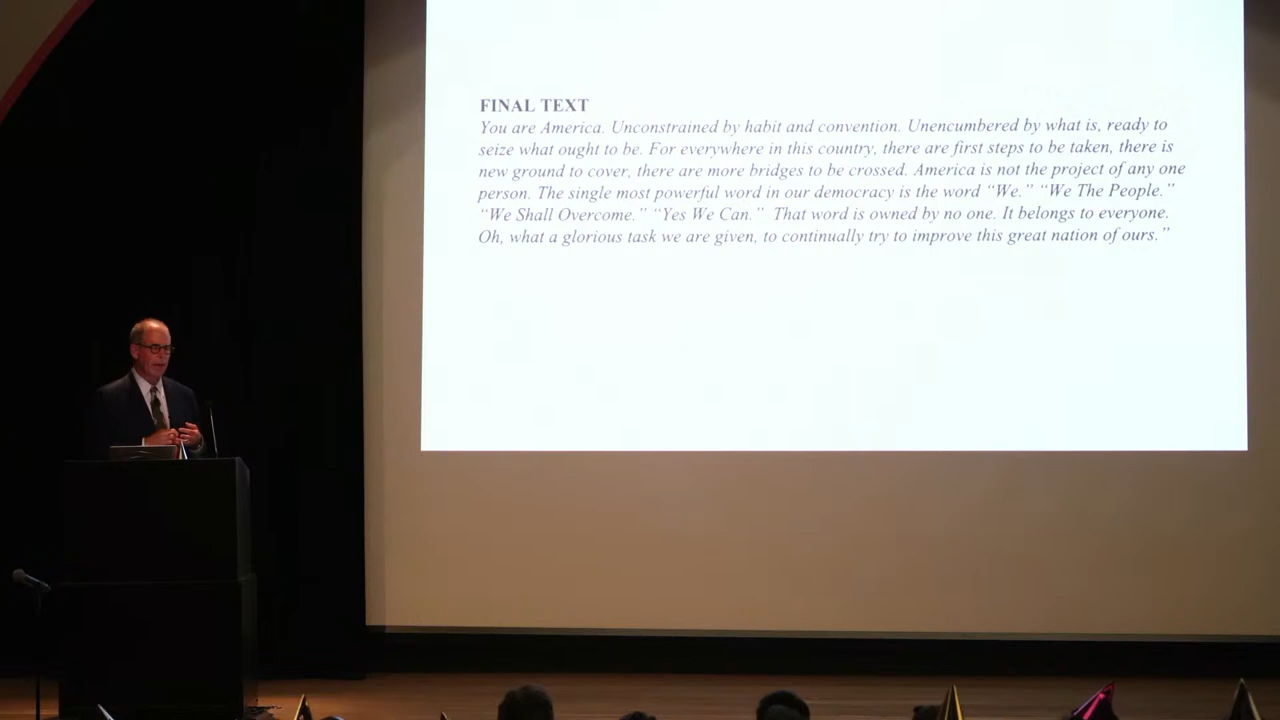 FINAL TEXT
You are America. Unconstrained by habit and convention. Unencumbered by what is, ready to
seize what ought to be. For everywhere in this country, there are first steps to be taken, there is
new ground to cover, there are more bridges to be crossed. America is not the project of any one
person. The single most powerful word in our democracy is the word “We.” “We The People.”
“We Shall Overcome.” “Yes We Can.” That word is owned by no one. It belongs to everyone.
Oh, what a glorious task we are given, to continually try to improve this great nation of ours.”